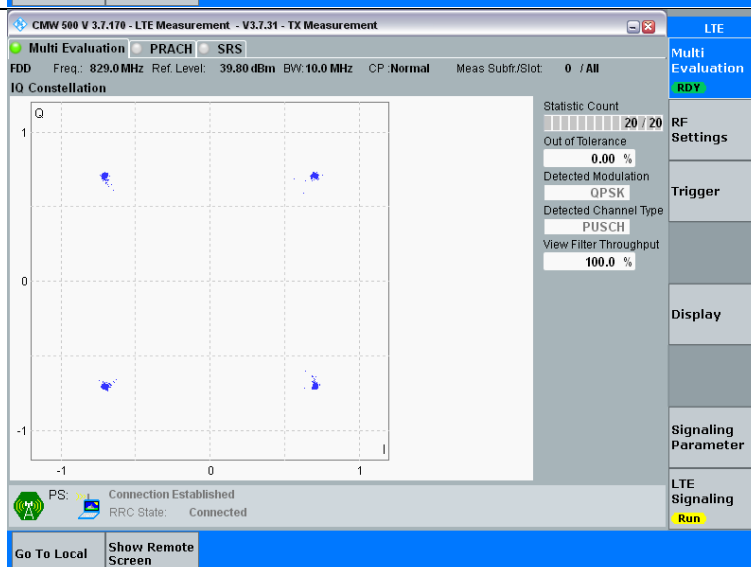 CMW 500 V 3.7.170 - LTE Measurement - V3.7.31 - TX Measurement
LTE
Multi Evaluation PRACH SRS
FDD Freq.: 829.0 MHz Ref. Level: 39.80 dBm BW: 10.0 MHz CP :Normal Meas Subfr./Slot: 0 / All
IQ Constellation
Q
1
0
-1
I
-1 0 1
Statistic Count
20 / 20
Out of Tolerance
0.00 %
Detected Modulation
QPSK
Detected Channel Type
PUSCH
View Filter Throughput
100.0 %
Multi
Evaluation
RDY
RF
Settings
Trigger
Display
Signaling
Parameter
LTE
Signaling
Run
PS: Connection Established
RRC State: Connected
Go To Local
Show Remote
Screen